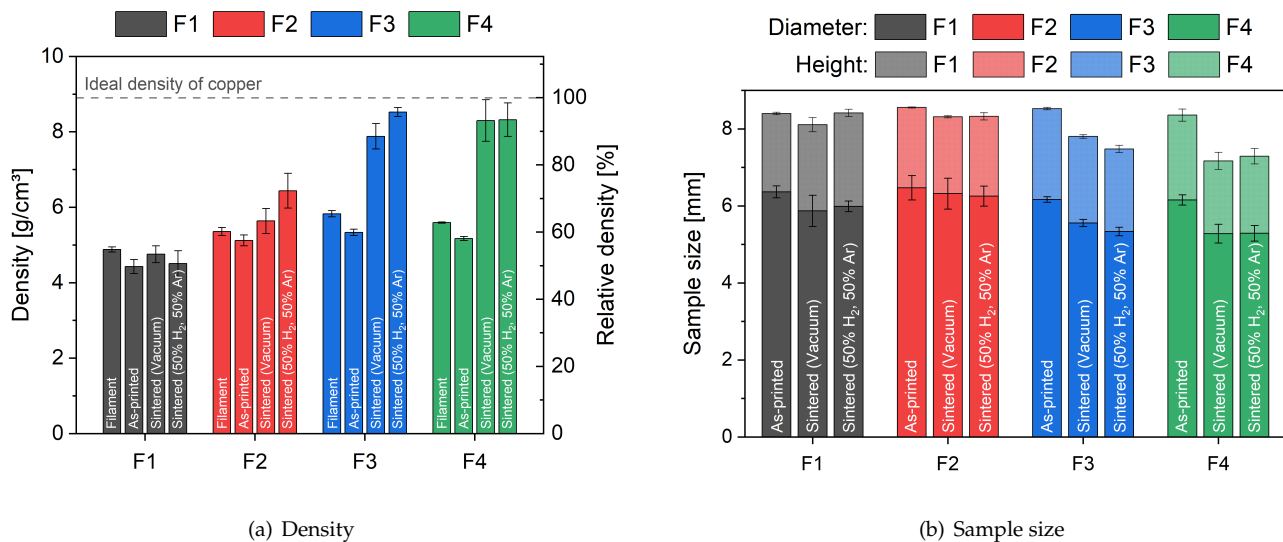 F1 F2 F3 F4
Density [g/cm³]
10
8
6
4
2
0
Ideal density of copper
Filament
As-printed
Sintered (Vacuum)
Sintered (50% H₂, 50% Ar)
Filament
As-printed
Sintered (Vacuum)
Sintered (50% H₂, 50% Ar)
Filament
As-printed
Sintered (Vacuum)
Sintered (50% H₂, 50% Ar)
Filament
As-printed
Sintered (Vacuum)
Sintered (50% H₂, 50% Ar)
100
80
60
40
20
0
Relative density [%]
F1 F2 F3 F4
(a) Density
Diameter: F1 F2 F3 F4
Height: F1 F2 F3 F4
Sample size [mm]
8
6
4
2
0
As-printed
Sintered (Vacuum)
Sintered (50% H₂, 50% Ar)
As-printed
Sintered (Vacuum)
Sintered (50% H₂, 50% Ar)
As-printed
Sintered (Vacuum)
Sintered (50% H₂, 50% Ar)
As-printed
Sintered (Vacuum)
Sintered (50% H₂, 50% Ar)
F1 F2 F3 F4
(b) Sample size